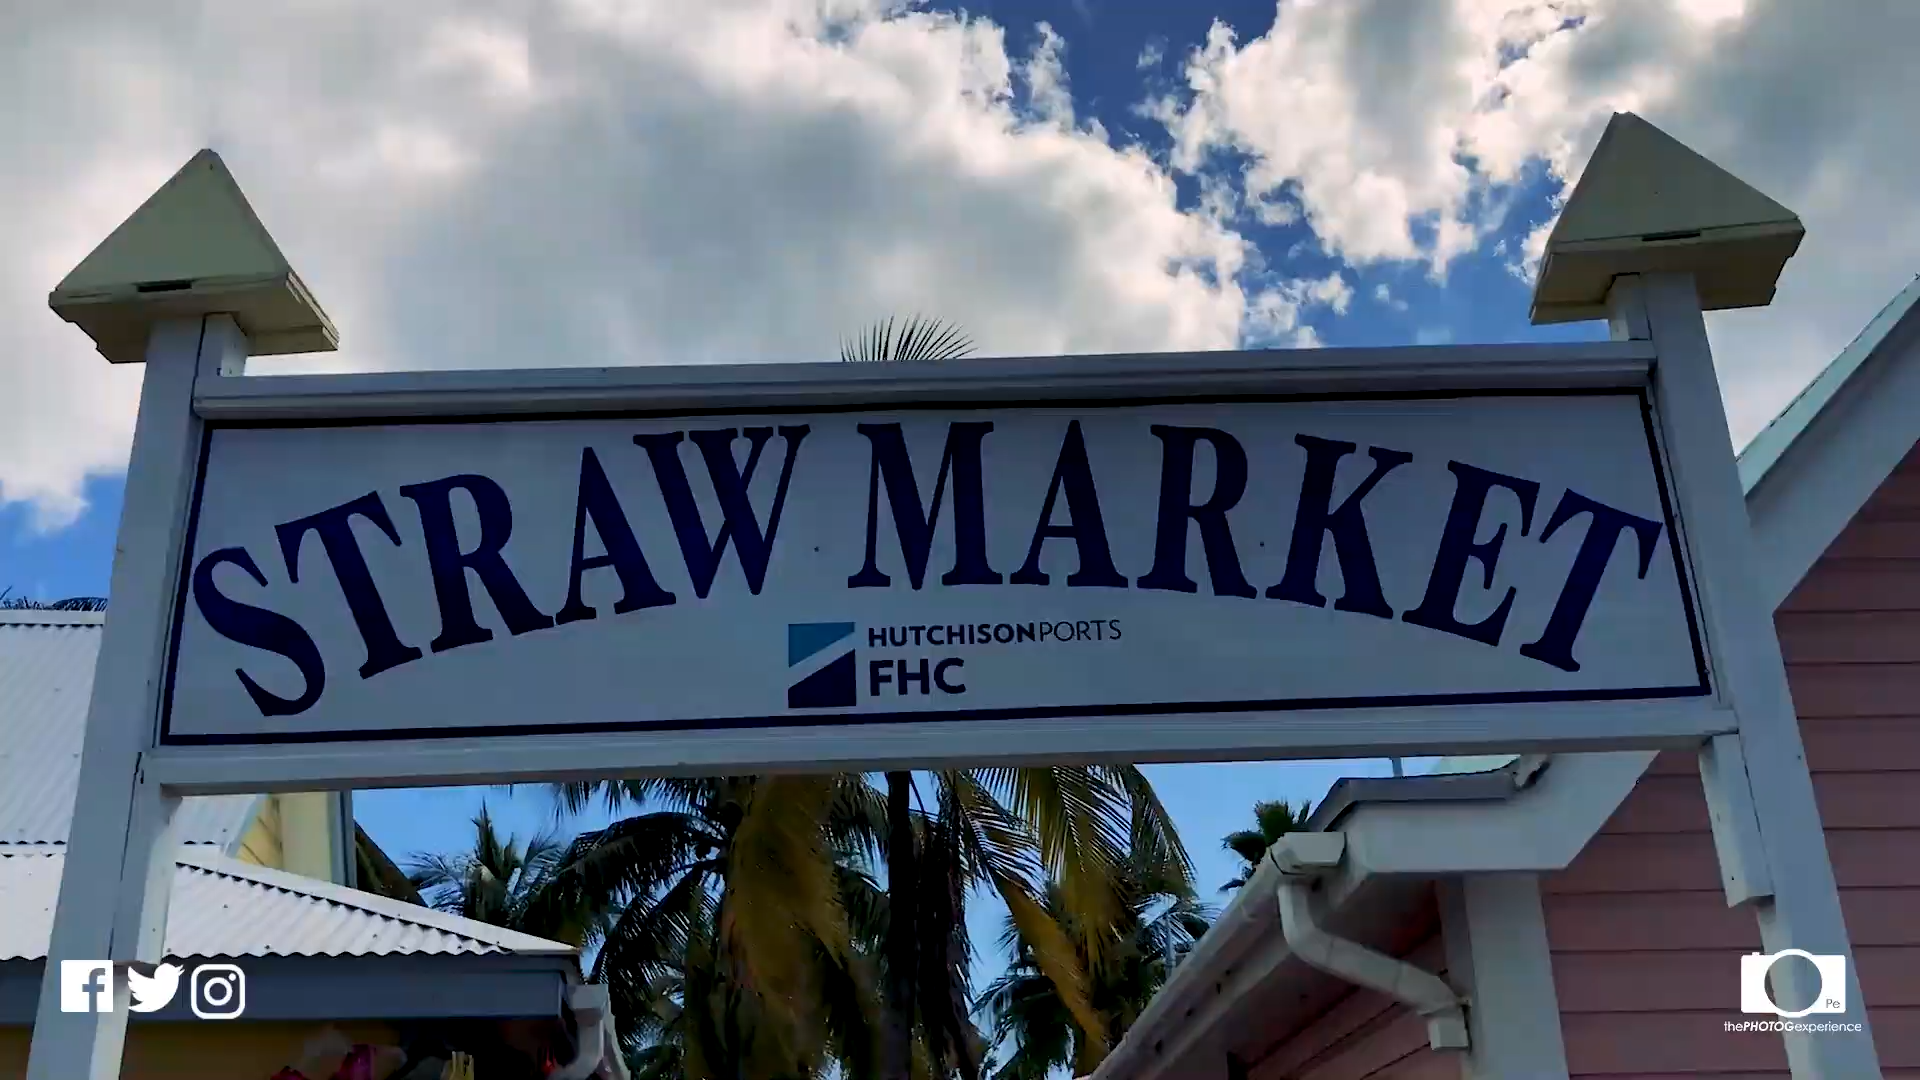 STRAW MARKET
HUTCHISONPORTS
FHC
Pe
thePHOTOGexperience